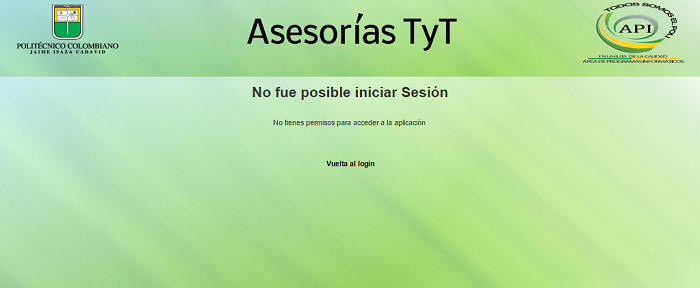 POLITÉCNICO COLOMBIANO
JAIME ISAZA CADAVID
Asesorías TyT
TODOS SOMOS EL POLI
API
EN LA RUTA DE LA CALIDAD
ÁREA DE PROGRAMAS INFORMÁTICOS
No fue posible iniciar Sesión
No tienes permisos para acceder a la aplicación
Vuelta al login